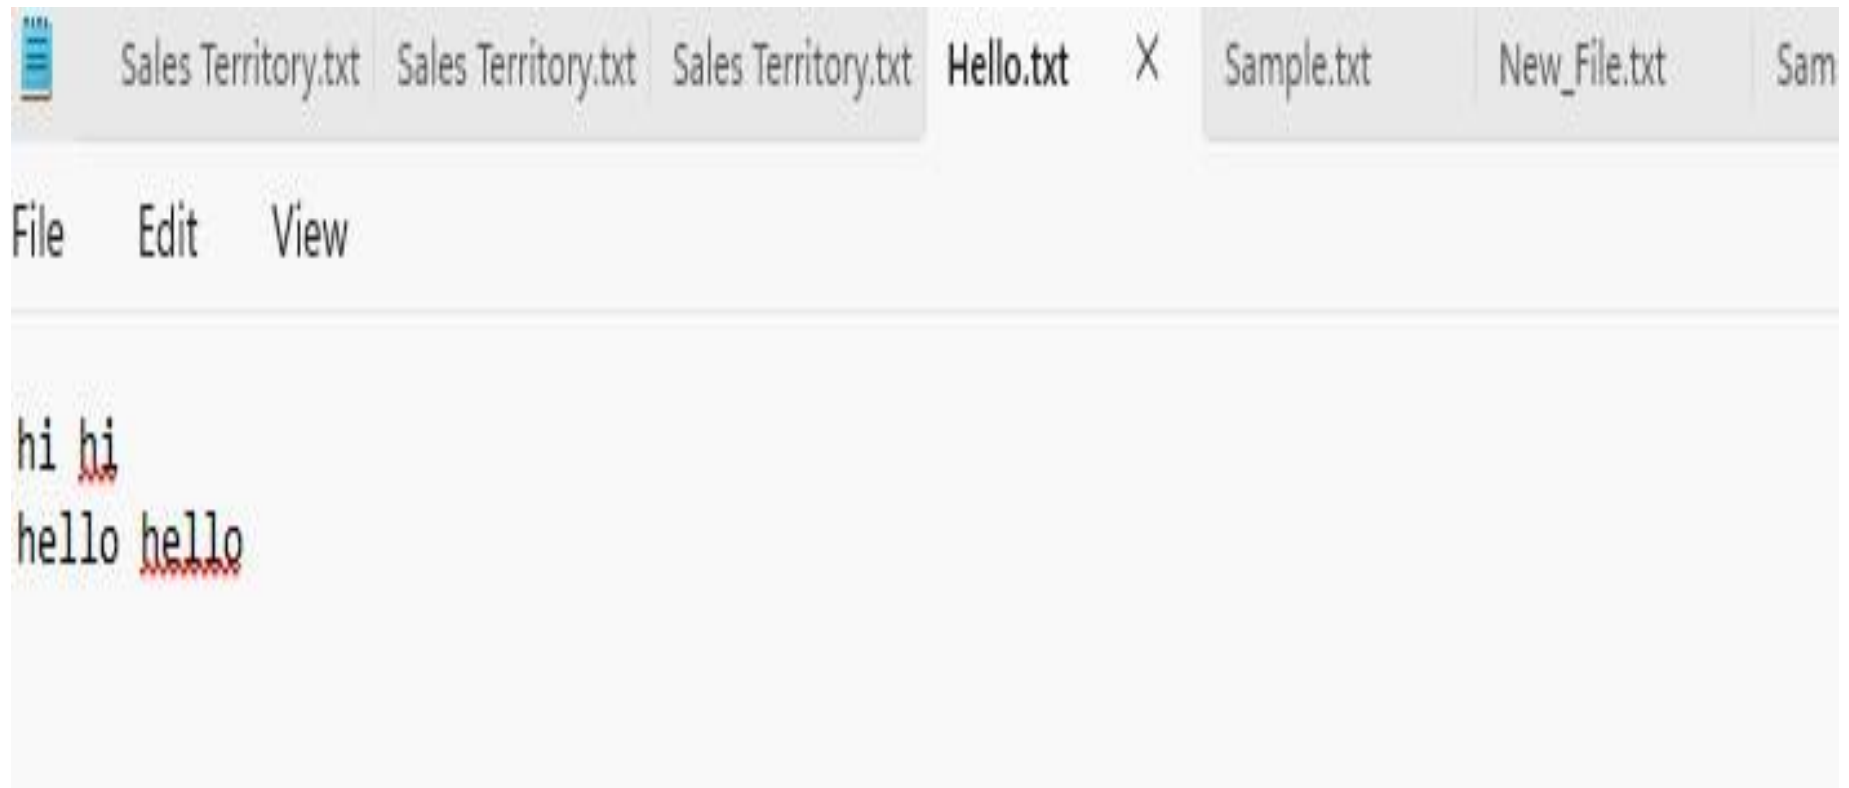 Sales Territory.txt Sales Territory.txt Sales Territory.txt Hello.txt X Sample.txt New_File.txt Sam
File Edit View
hi hi
hello hello